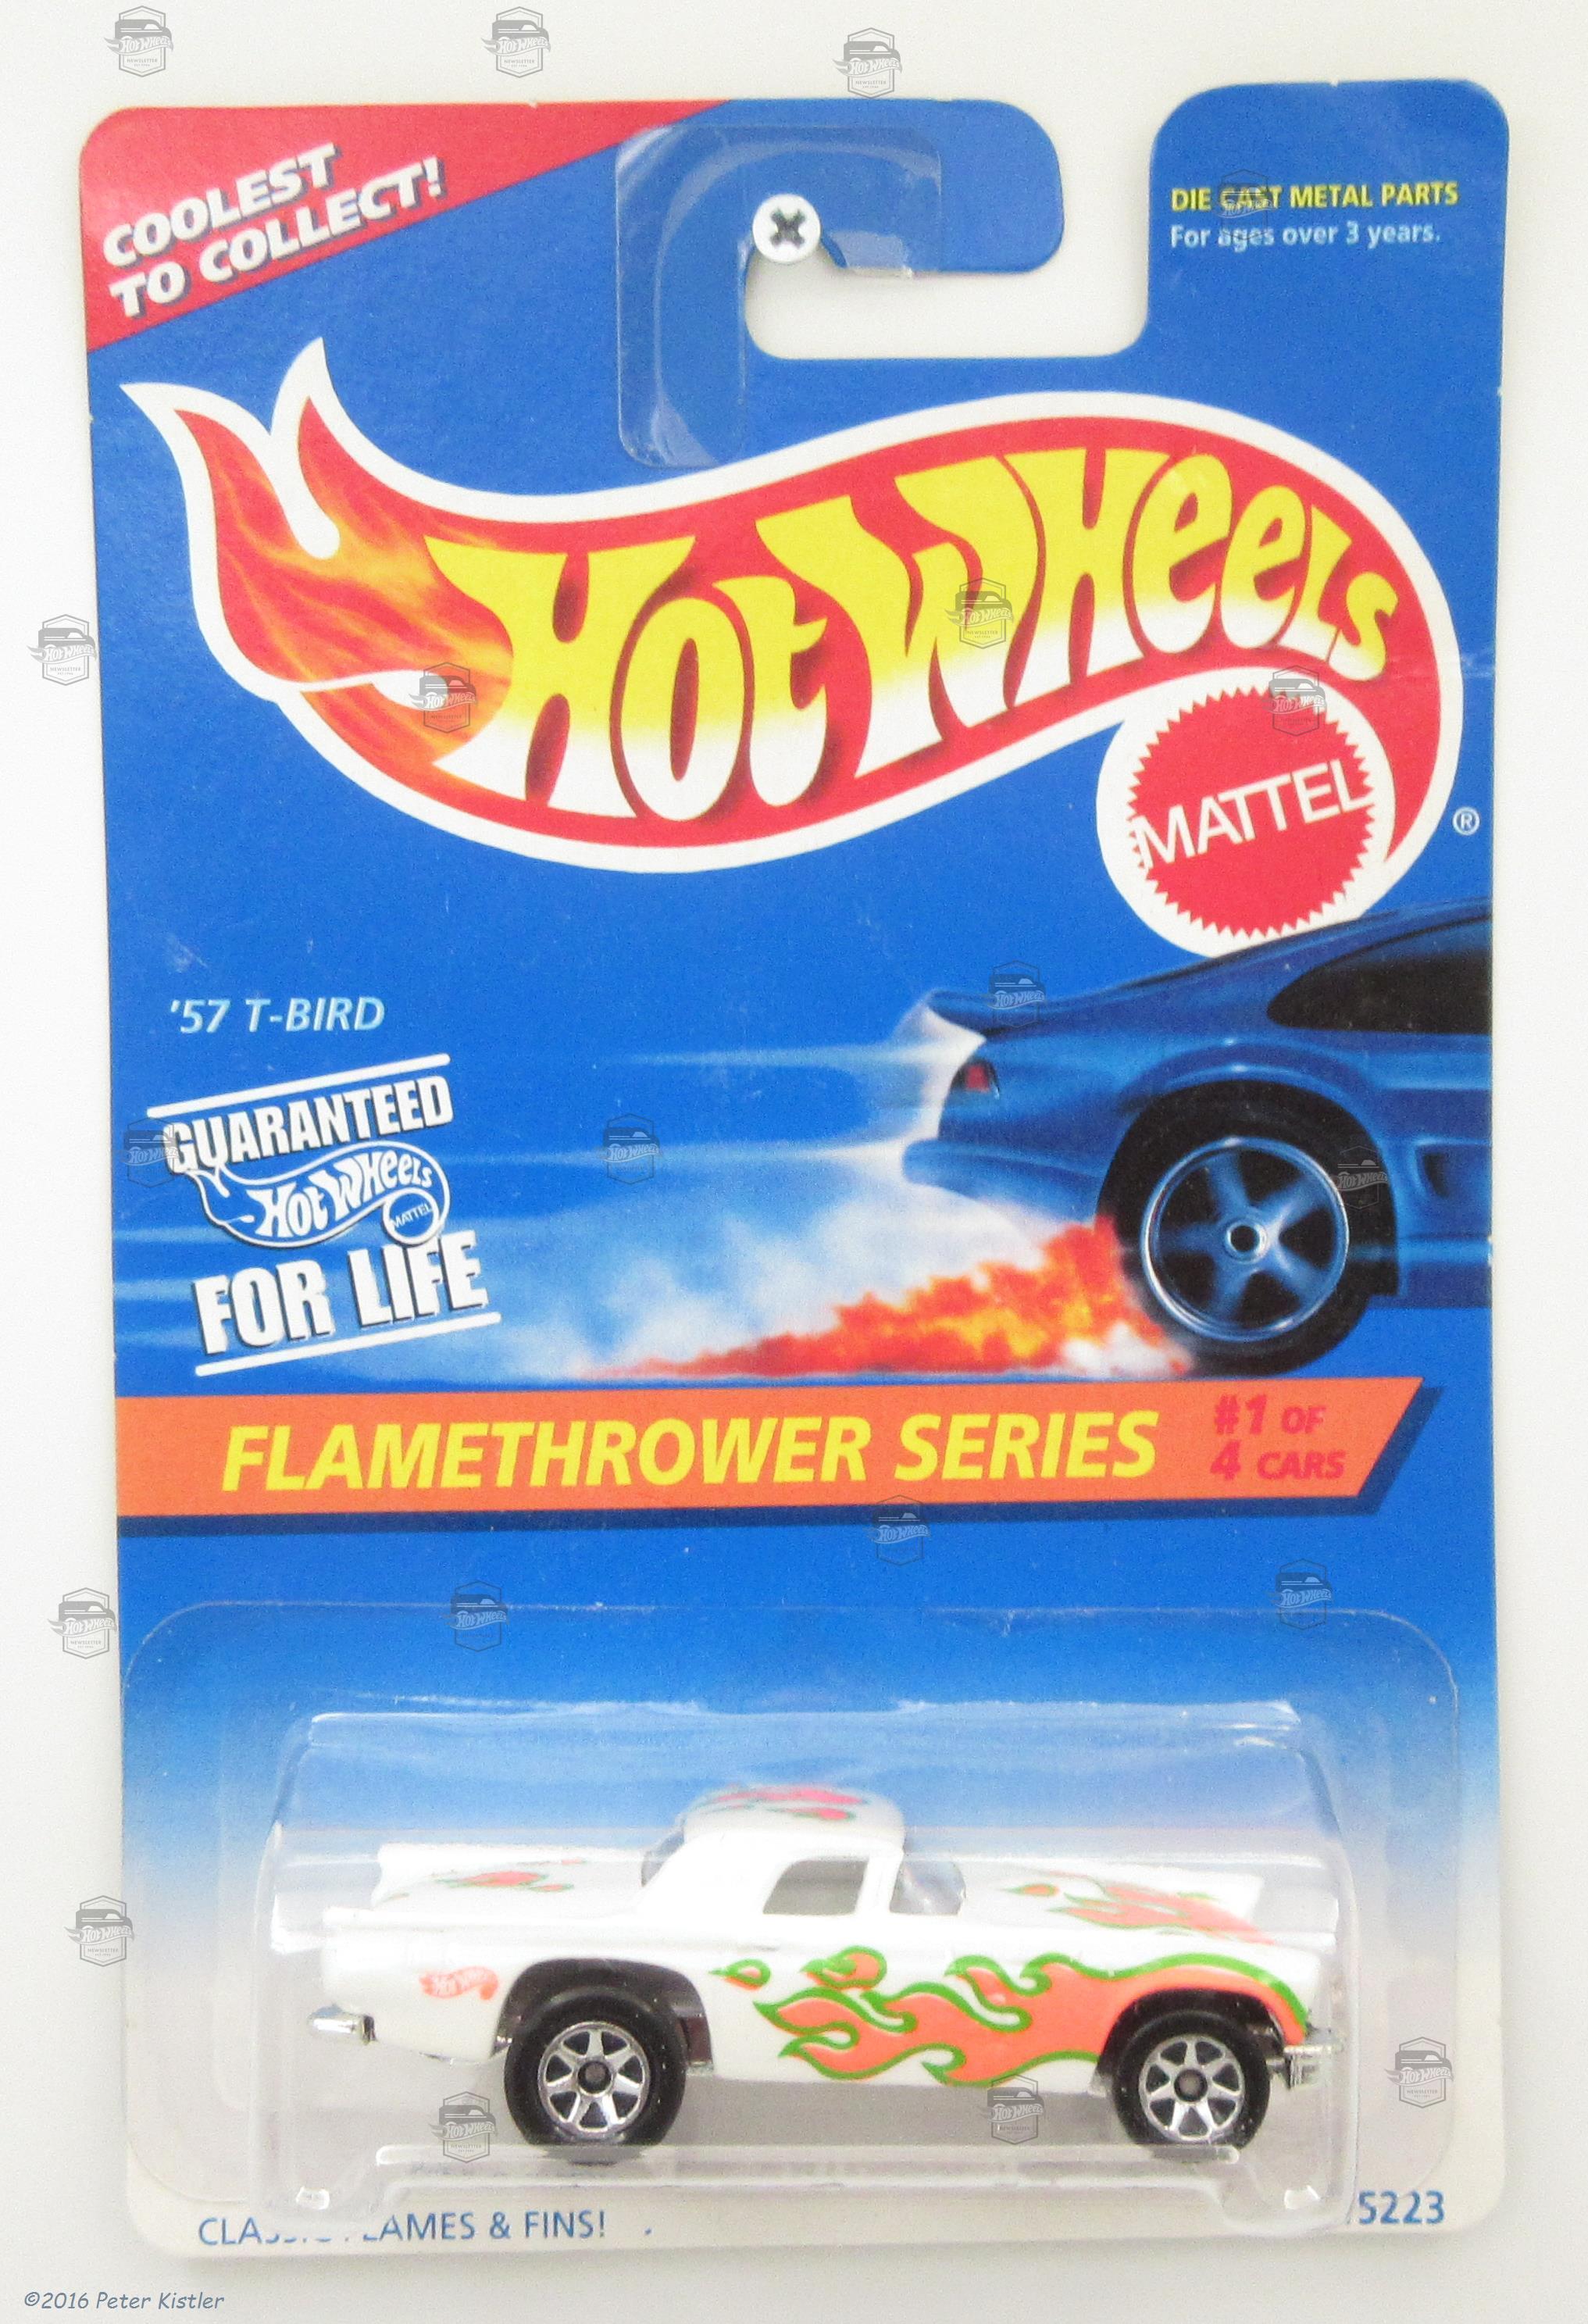 COOLEST
TO COLLECT!
DIE CAST METAL PARTS
For ages over 3 years.
HOT WHEELS
MATTEL
®
'57 T-BIRD
GUARANTEED
HOT WHEELS
MATTEL
FOR LIFE
FLAMETHROWER SERIES
#1 OF
4 CARS
HOT WHEELS
& FINS!
5223
©2016 Peter Kistler